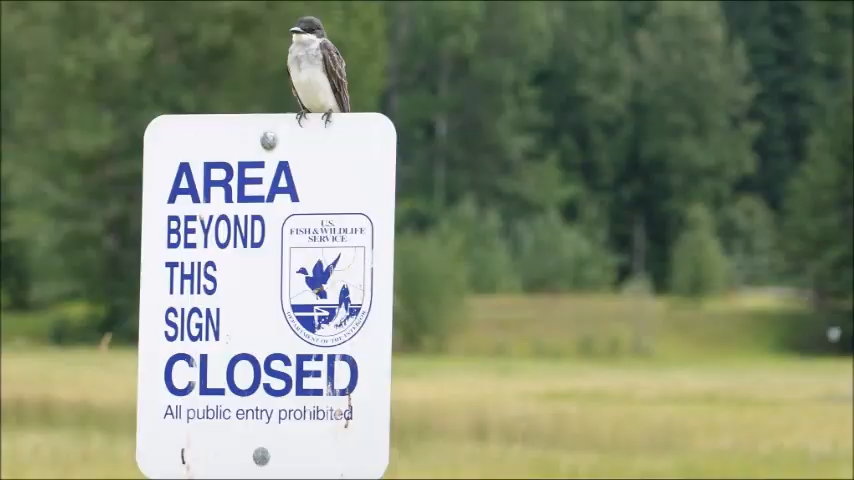 AREA
BEYOND
THIS
SIGN
CLOSED
All public entry prohibited
U.S.
FISH & WILDLIFE
SERVICE
DEPARTMENT OF THE INTERIOR